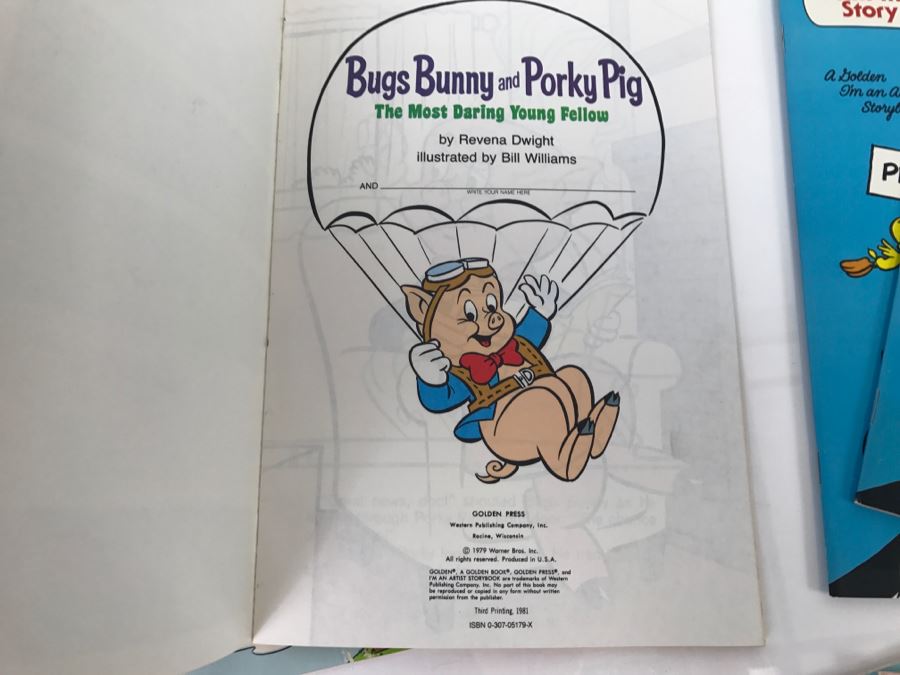 Bugs Bunny and Porky Pig
The Most Daring Young Fellow
by Revena Dwight
illustrated by Bill Williams
AND
WRITE YOUR NAME HERE
GOLDEN PRESS
Western Publishing Company, Inc.
Racine, Wisconsin
© 1979 Warner Bros. Inc.
All rights reserved. Produced in U.S.A.
GOLDEN®, A GOLDEN BOOK®, GOLDEN PRESS®, and
I'M AN ARTIST STORYBOOK are trademarks of Western
Publishing Company, Inc. No part of this book may
be reproduced or copied in any form without written
permission from the publisher.
Third Printing, 1981
ISBN 0-307-05179-X
Story
A Golden
I'm an A
Storyb
P